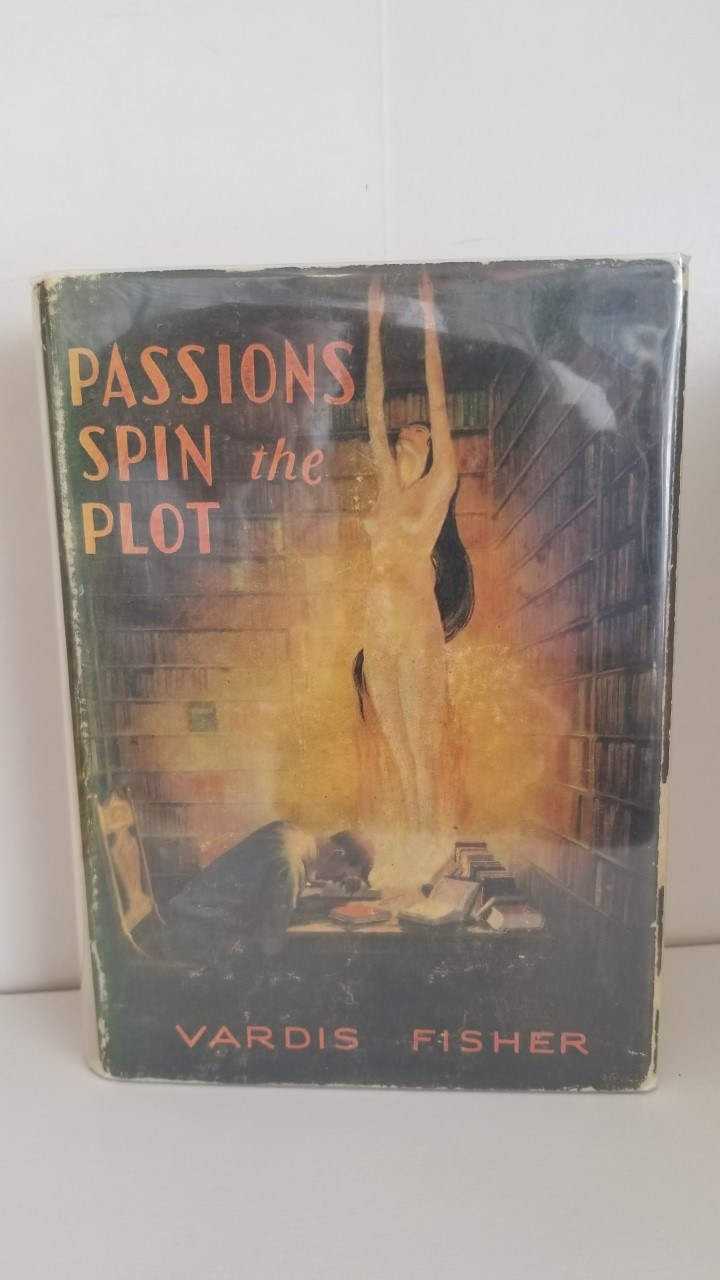 PASSIONS
SPIN the
PLOT
VARDIS FISHER